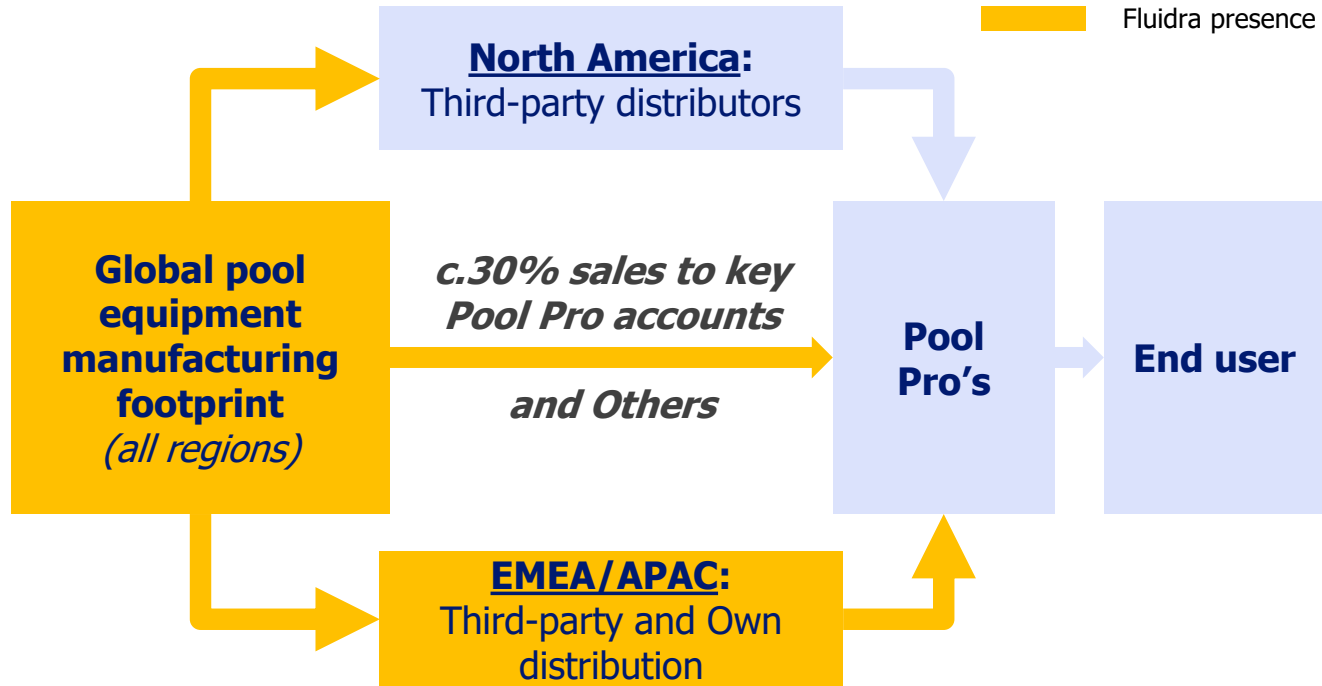 Fluidra presence
North America:
Third-party distributors
Global pool
equipment
manufacturing
footprint
(all regions)
c.30% sales to key
Pool Pro accounts
and Others
Pool
Pro’s
End user
EMEA/APAC:
Third-party and Own
distribution